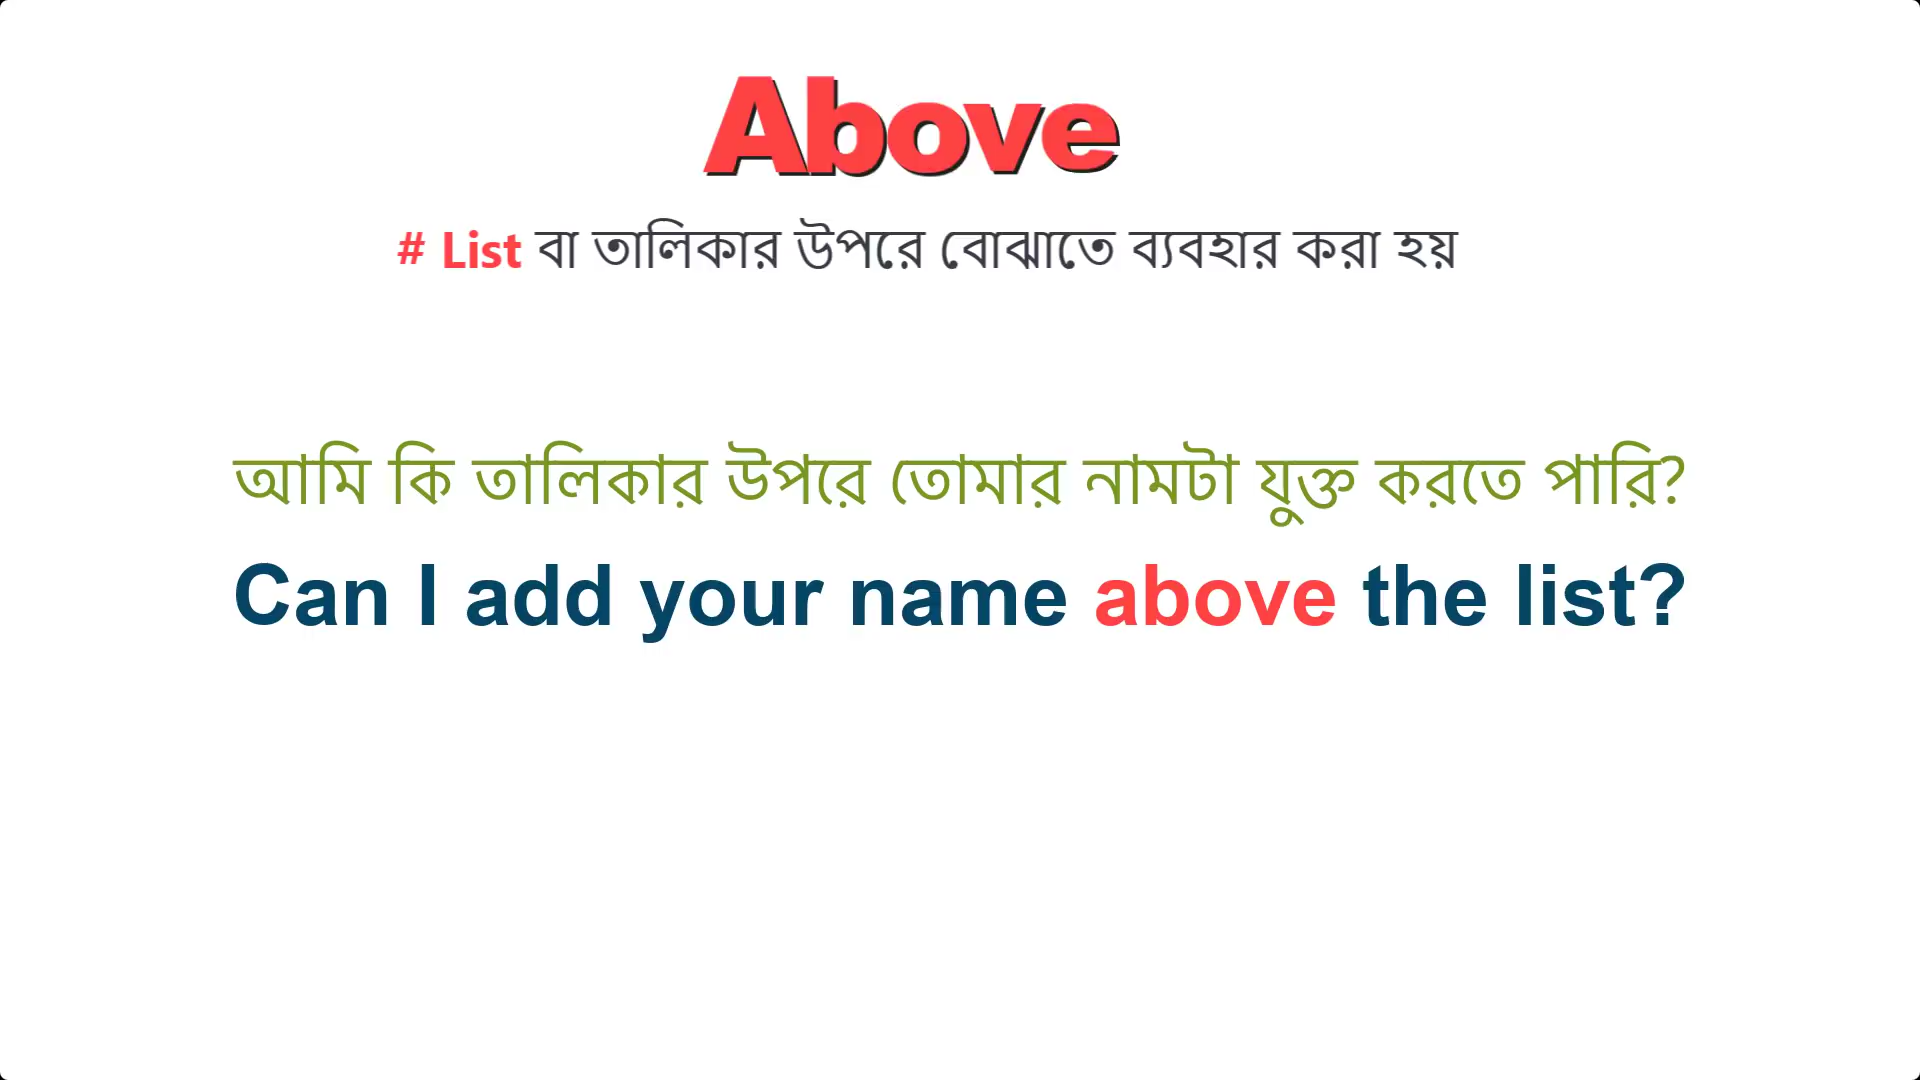 Above
# List বা তালিকার উপরে বোঝাতে ব্যবহার করা হয়
আমি কি তালিকার উপরে তোমার নামটা যুক্ত করতে পারি?
Can I add your name above the list?